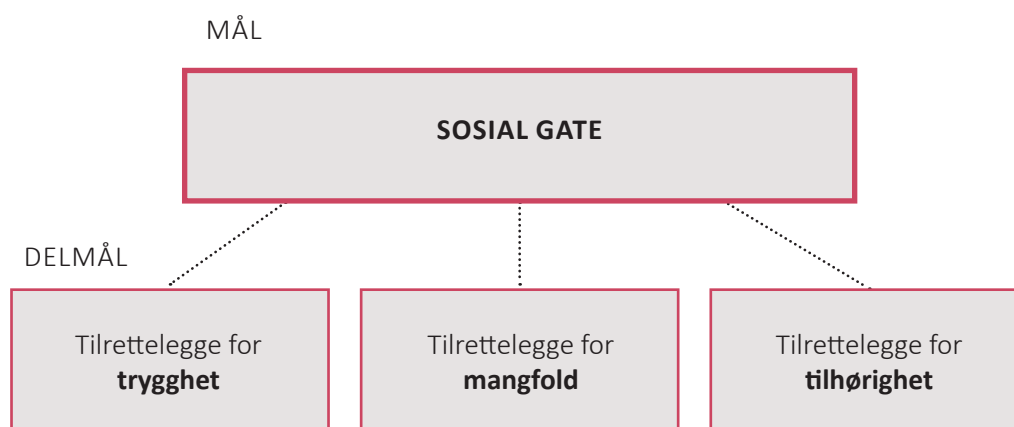 MÅL
SOSIAL GATE
DELMÅL
Tilrettelegge for
trygghet
Tilrettelegge for
mangfold
Tilrettelegge for
tilhørighet